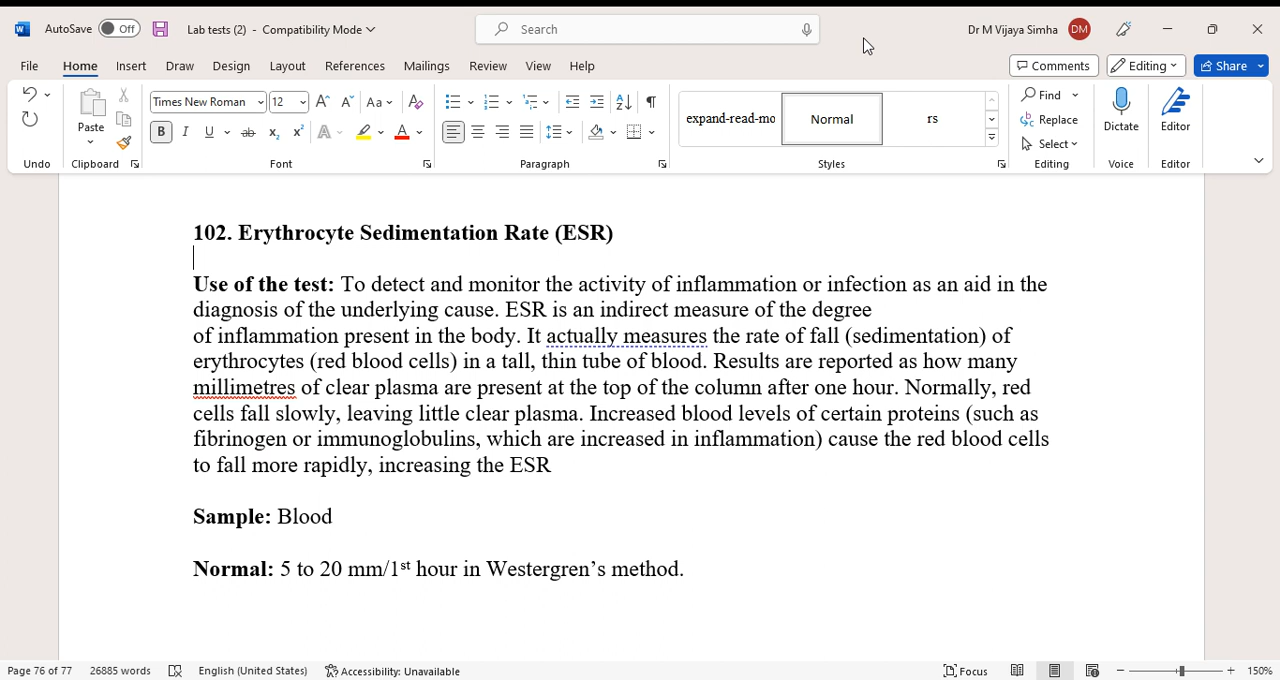 AutoSave Off Lab tests (2) - Compatibility Mode Search Dr M Vijaya Simha DM
File Home Insert Draw Design Layout References Mailings Review View Help Comments Editing Share
Times New Roman 12 Aa expand-read-mo Normal rs Find
Paste Replace Dictate Editor
B I U ab x₂ x² A A Select
Undo Clipboard Font Paragraph Styles Editing Voice Editor
102. Erythrocyte Sedimentation Rate (ESR)
Use of the test: To detect and monitor the activity of inflammation or infection as an aid in the
diagnosis of the underlying cause. ESR is an indirect measure of the degree
of inflammation present in the body. It actually measures the rate of fall (sedimentation) of
erythrocytes (red blood cells) in a tall, thin tube of blood. Results are reported as how many
millimetres of clear plasma are present at the top of the column after one hour. Normally, red
cells fall slowly, leaving little clear plasma. Increased blood levels of certain proteins (such as
fibrinogen or immunoglobulins, which are increased in inflammation) cause the red blood cells
to fall more rapidly, increasing the ESR
Sample: Blood
Normal: 5 to 20 mm/1st hour in Westergren’s method.
Page 76 of 77 26885 words English (United States) Accessibility: Unavailable Focus 150%